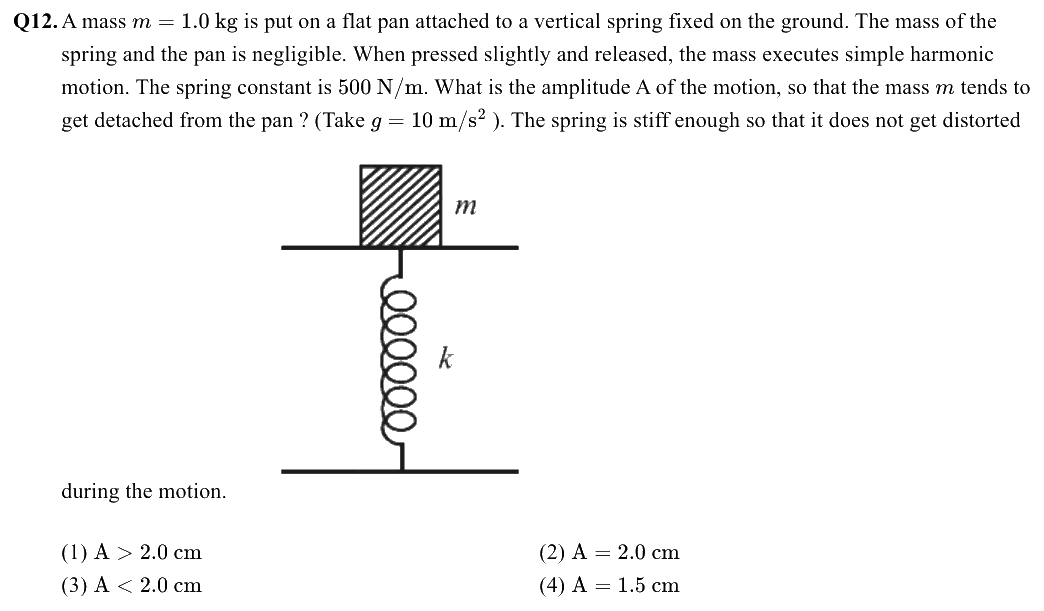 Q12. A mass m = 1.0 kg is put on a flat pan attached to a vertical spring fixed on the ground. The mass of the
spring and the pan is negligible. When pressed slightly and released, the mass executes simple harmonic
motion. The spring constant is 500 N/m. What is the amplitude A of the motion, so that the mass m tends to
get detached from the pan ? (Take g = 10 m/s² ). The spring is stiff enough so that it does not get distorted
m
k
during the motion.
(1) A > 2.0 cm (2) A = 2.0 cm
(3) A < 2.0 cm (4) A = 1.5 cm